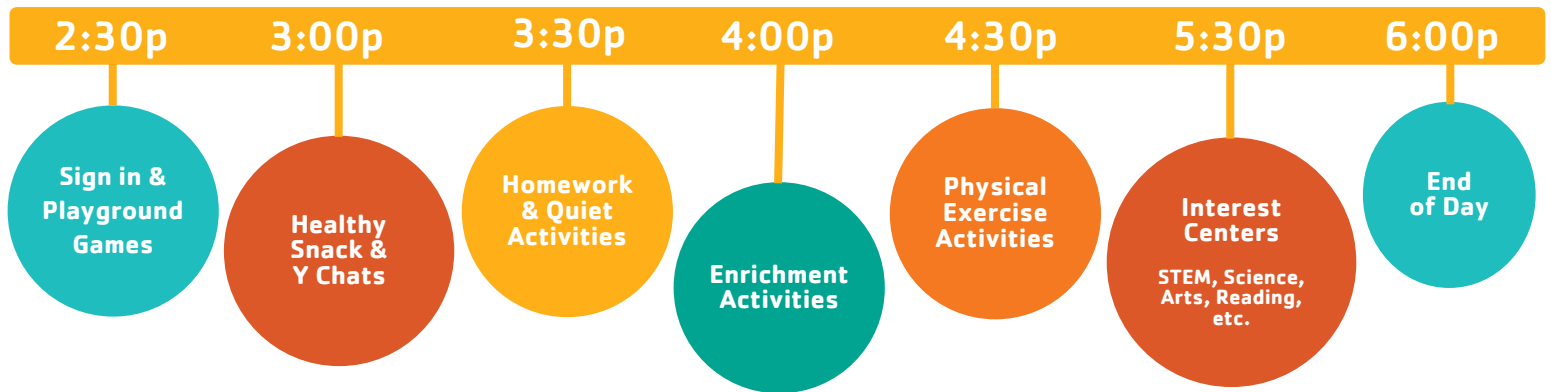 2:30p 3:00p 3:30p 4:00p 4:30p 5:30p 6:00p
Sign in &
Playground
Games
Healthy
Snack &
Y Chats
Homework
& Quiet
Activities
Enrichment
Activities
Physical
Exercise
Activities
Interest
Centers
STEM, Science,
Arts, Reading,
etc.
End
of Day